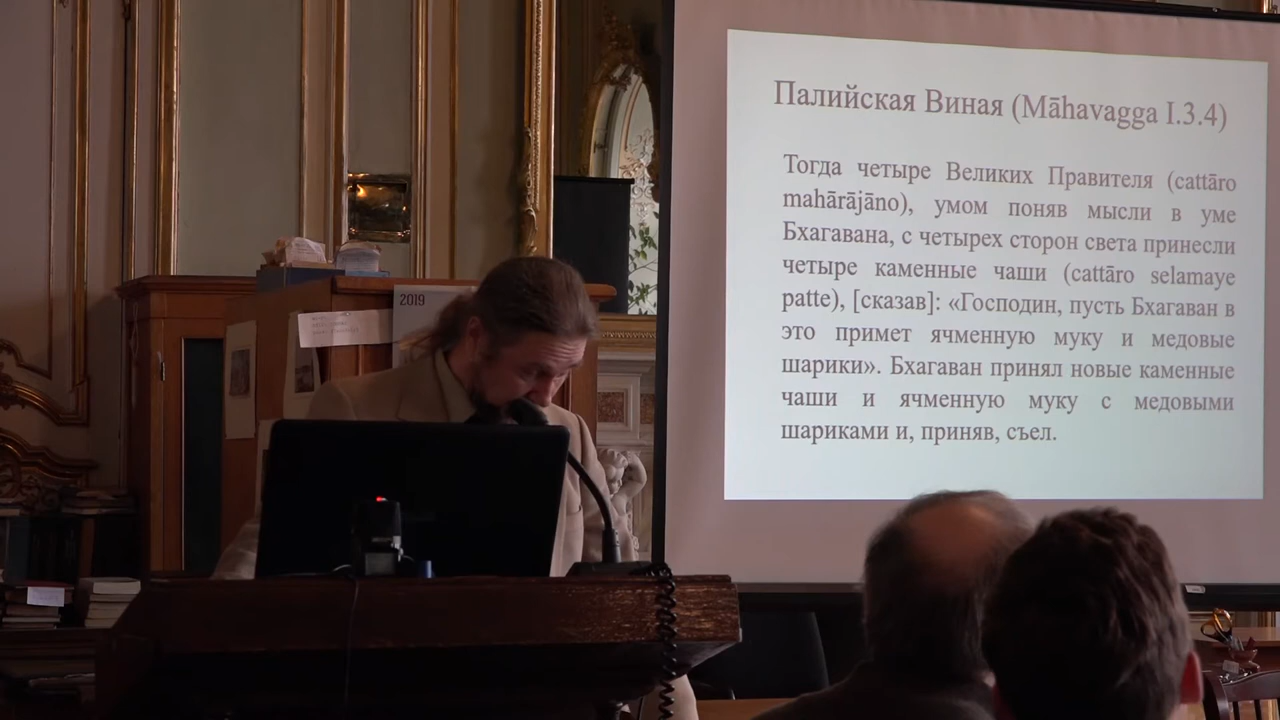 Палийская Виная (Māhavagga I.3.4)
Тогда четыре Великих Правителя (cattāro
mahārājāno), умом поняв мысли в уме
Бхагавана, с четырех сторон света принесли
четыре каменные чаши (cattāro selamaye
patte), [сказав]: «Господин, пусть Бхагаван в
это примет ячменную муку и медовые
шарики». Бхагаван принял новые каменные
чаши и ячменную муку с медовыми
шариками и, приняв, съел.
2019